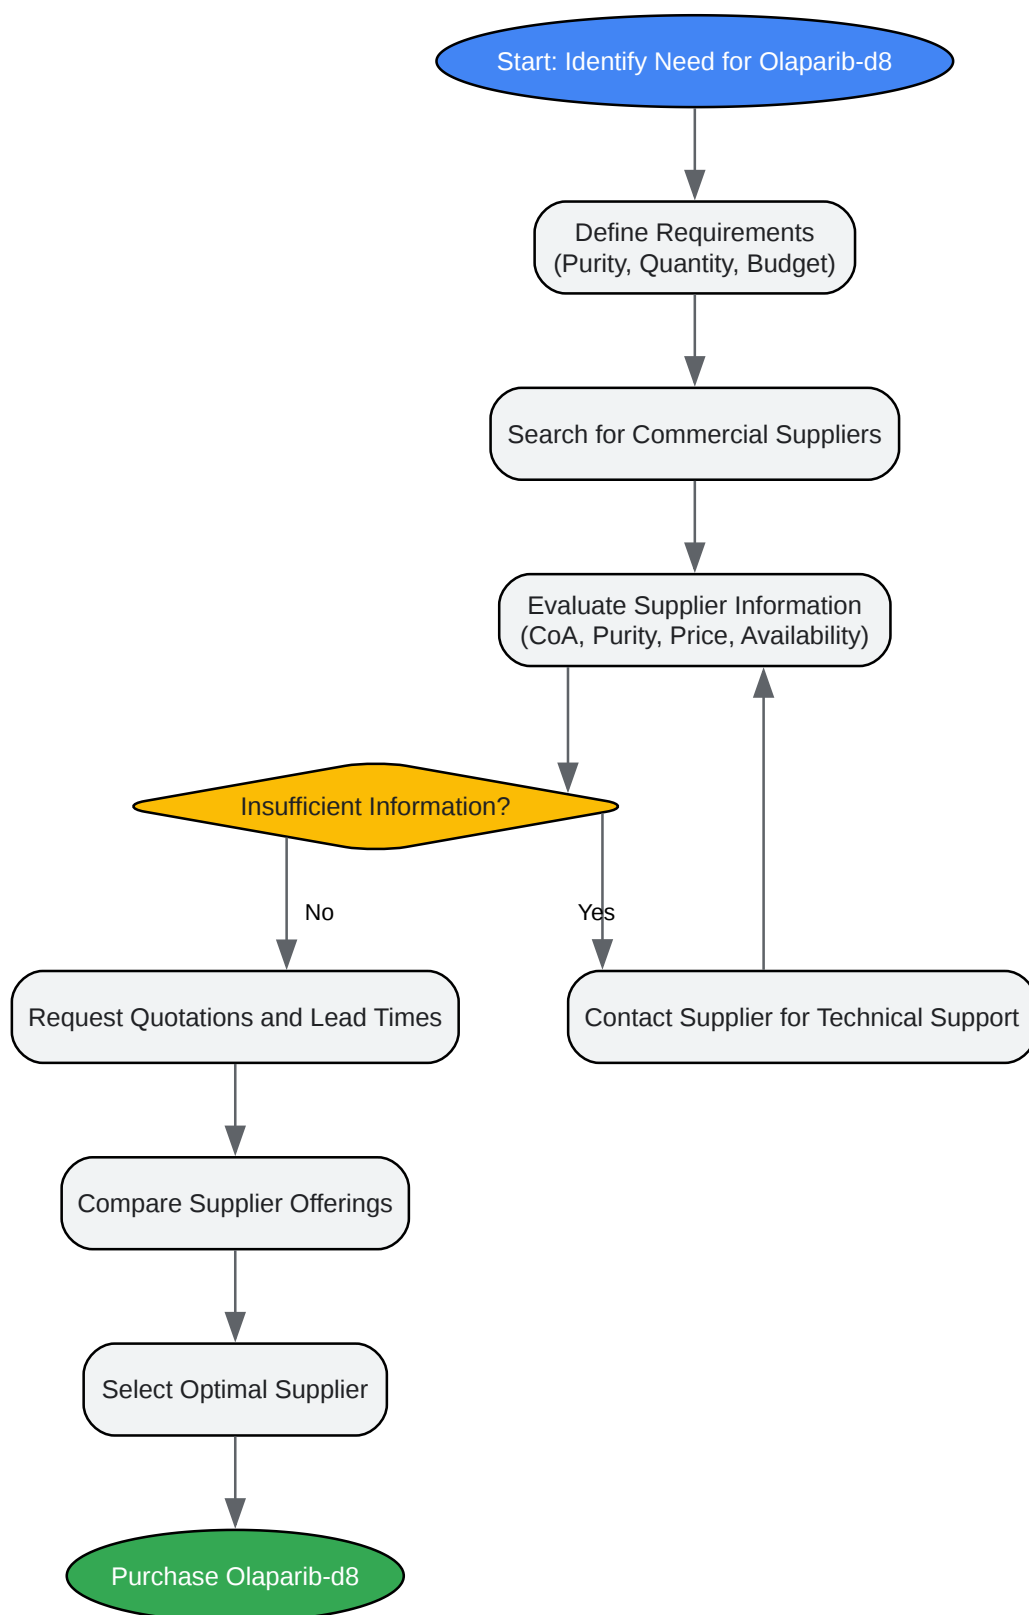 Start: Identify Need for Olaparib-d8
Define Requirements
(Purity, Quantity, Budget)
Search for Commercial Suppliers
Evaluate Supplier Information
(CoA, Purity, Price, Availability)
Insufficient Information?
No
Yes
Request Quotations and Lead Times
Contact Supplier for Technical Support
Compare Supplier Offerings
Select Optimal Supplier
Purchase Olaparib-d8